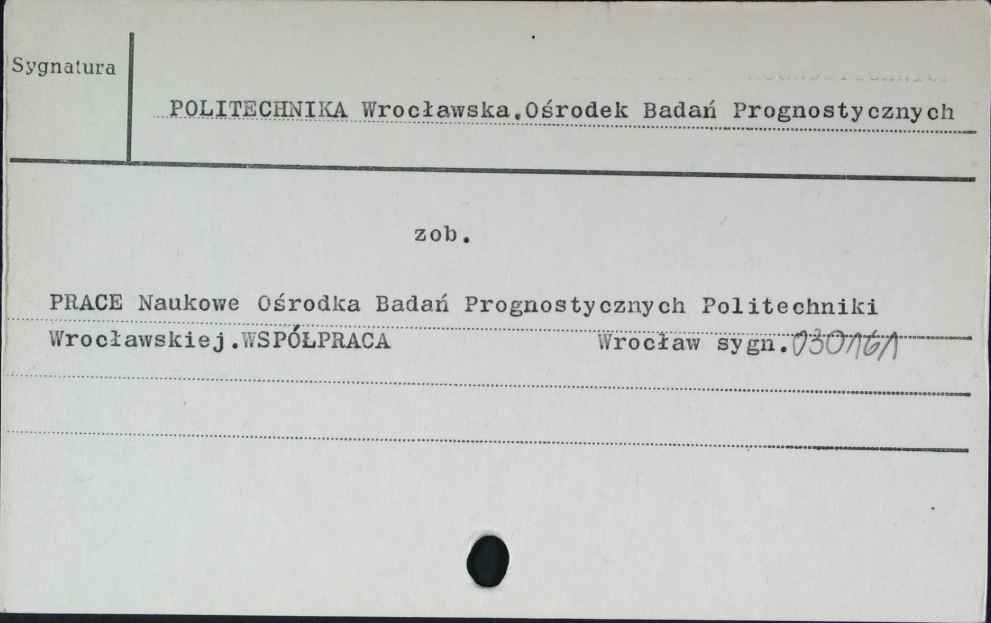 Sygnatura
POLITECHNIKA Wrocławska.Ośrodek Badań Prognostycznych
zob.
PRACE Naukowe Ośrodka Badań Prognostycznych Politechniki
Wrocławskiej.WSPÓŁPRACA Wrocław sygn.030161